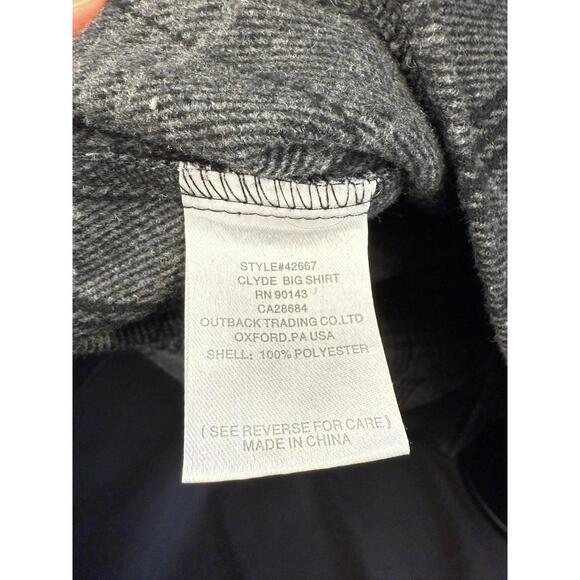 STYLE#42667
CLYDE BIG SHIRT
RN 90143
CA28684
OUTBACK TRADING CO.LTD
OXFORD.PA USA
SHELL: 100% POLYESTER
(SEE REVERSE FOR CARE)
MADE IN CHINA